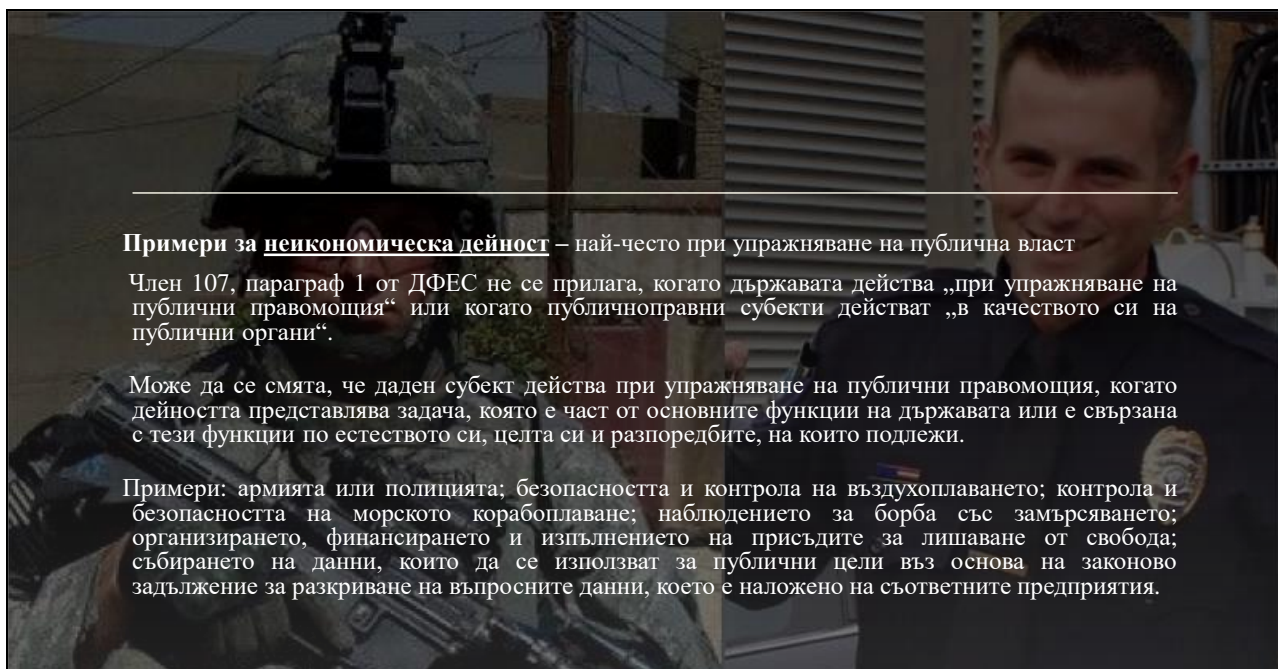 Примери за неикономическа дейност – най-често при упражняване на публична власт
Член 107, параграф 1 от ДФЕС не се прилага, когато държавата действа „при упражняване на
публични правомощия“ или когато публичноправни субекти действат „в качеството си на
публични органи“.
Може да се смята, че даден субект действа при упражняване на публични правомощия, когато
дейността представлява задача, която е част от основните функции на държавата или е свързана
с тези функции по естеството си, целта си и разпоредбите, на които подлежи.
Примери: армията или полицията; безопасността и контрола на въздухоплаването; контрола и
безопасността на морското корабоплаване; наблюдението за борба със замърсяването;
организирането, финансирането и изпълнението на присъдите за лишаване от свобода;
събирането на данни, които да се използват за публични цели въз основа на законово
задължение за разкриване на въпросните данни, което е наложено на съответните предприятия.